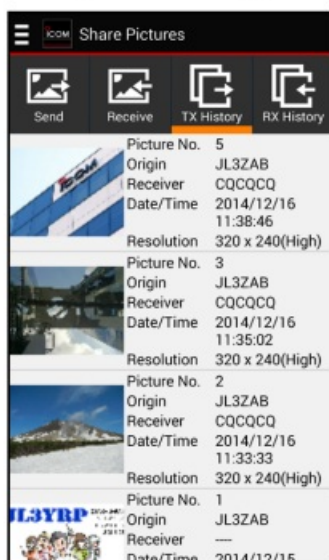 iCOM Share Pictures
Send Receive TX History RX History
ICOM
Picture No. 5
Origin JL3ZAB
Receiver CQCQCQ
Date/Time 2014/12/16
11:38:46
Resolution 320 x 240(High)
Picture No. 3
Origin JL3ZAB
Receiver CQCQCQ
Date/Time 2014/12/16
11:35:02
Resolution 320 x 240(High)
Picture No. 2
Origin JL3ZAB
Receiver CQCQCQ
Date/Time 2014/12/16
11:33:33
Resolution 320 x 240(High)
JL3YRP
Picture No. 1
Origin JL3ZAB
Receiver ----
Date/Time 2014/12/15